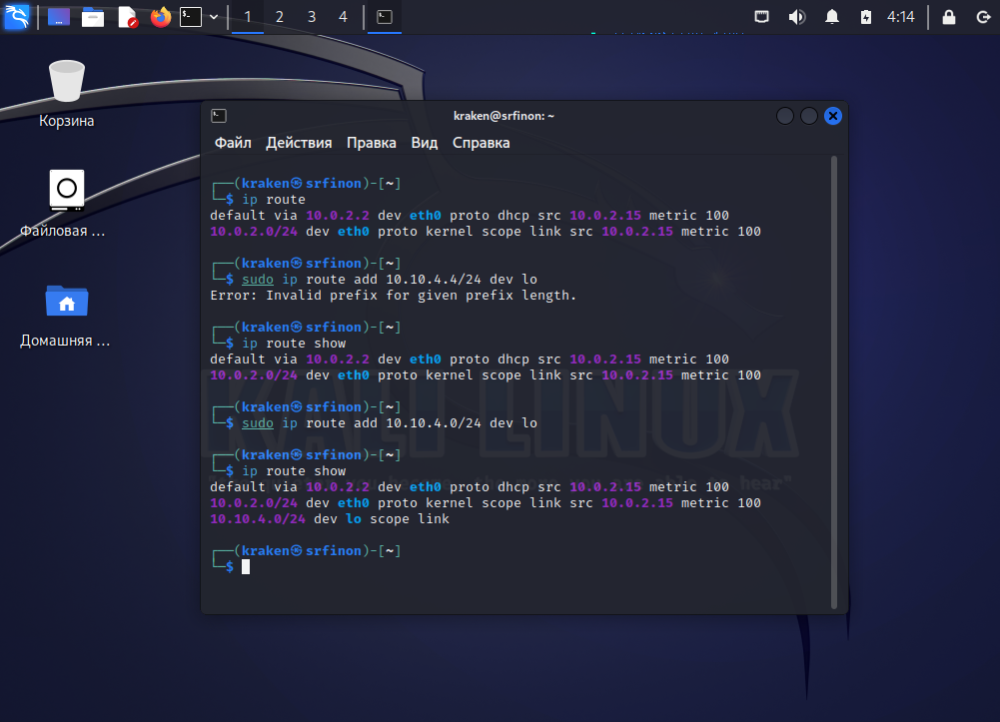 1 2 3 4 4:14
Корзина
Файловая ...
Домашняя ...
kraken@srfinon: ~
Файл Действия Правка Вид Справка
┌──(kraken㉿srfinon)-[~]
└─$ ip route
default via 10.0.2.2 dev eth0 proto dhcp src 10.0.2.15 metric 100
10.0.2.0/24 dev eth0 proto kernel scope link src 10.0.2.15 metric 100
┌──(kraken㉿srfinon)-[~]
└─$ sudo ip route add 10.10.4.4/24 dev lo
Error: Invalid prefix for given prefix length.
┌──(kraken㉿srfinon)-[~]
└─$ ip route show
default via 10.0.2.2 dev eth0 proto dhcp src 10.0.2.15 metric 100
10.0.2.0/24 dev eth0 proto kernel scope link src 10.0.2.15 metric 100
┌──(kraken㉿srfinon)-[~]
└─$ sudo ip route add 10.10.4.0/24 dev lo
┌──(kraken㉿srfinon)-[~]
└─$ ip route show
default via 10.0.2.2 dev eth0 proto dhcp src 10.0.2.15 metric 100
10.0.2.0/24 dev eth0 proto kernel scope link src 10.0.2.15 metric 100
10.10.4.0/24 dev lo scope link
┌──(kraken㉿srfinon)-[~]
└─$
KALI LINUX
hear"